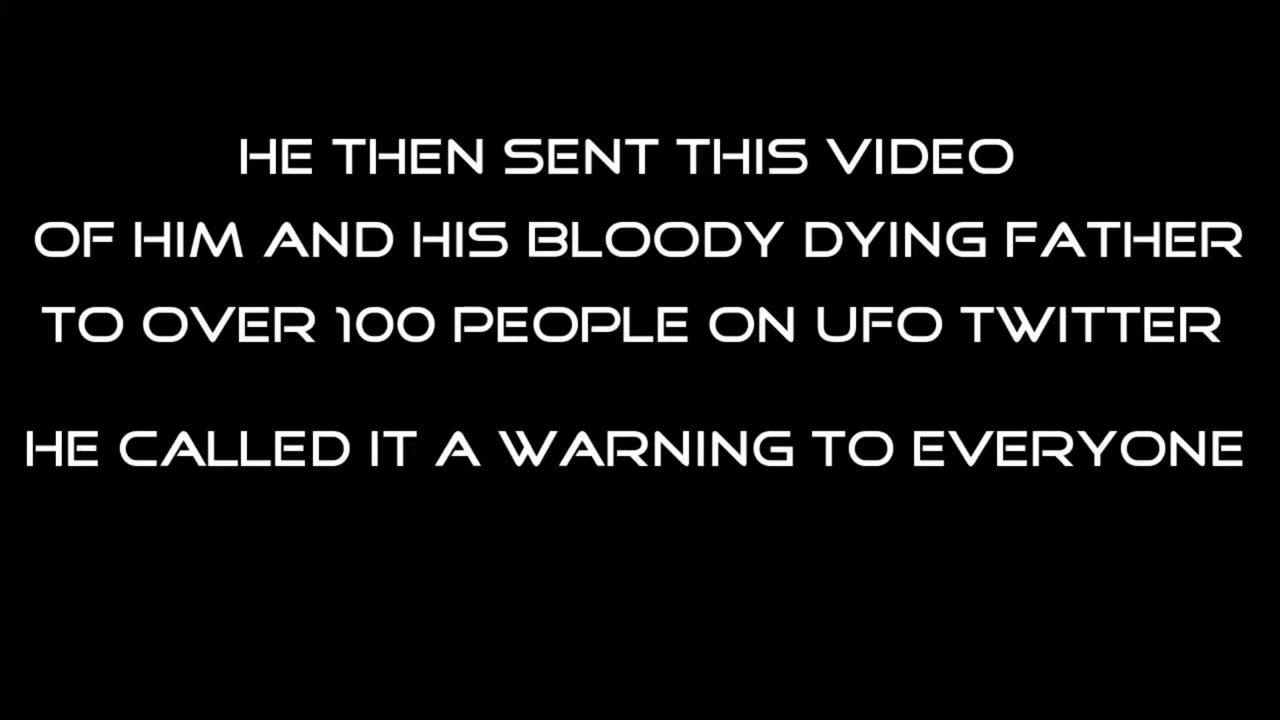 HE THEN SENT THIS VIDEO
OF HIM AND HIS BLOODY DYING FATHER
TO OVER 100 PEOPLE ON UFO TWITTER
HE CALLED IT A WARNING TO EVERYONE